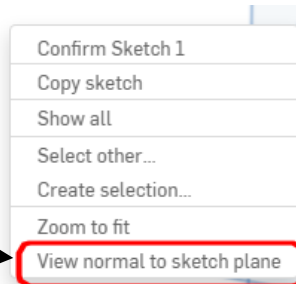 Confirm Sketch 1
Copy sketch
Show all
Select other...
Create selection...
Zoom to fit
View normal to sketch plane